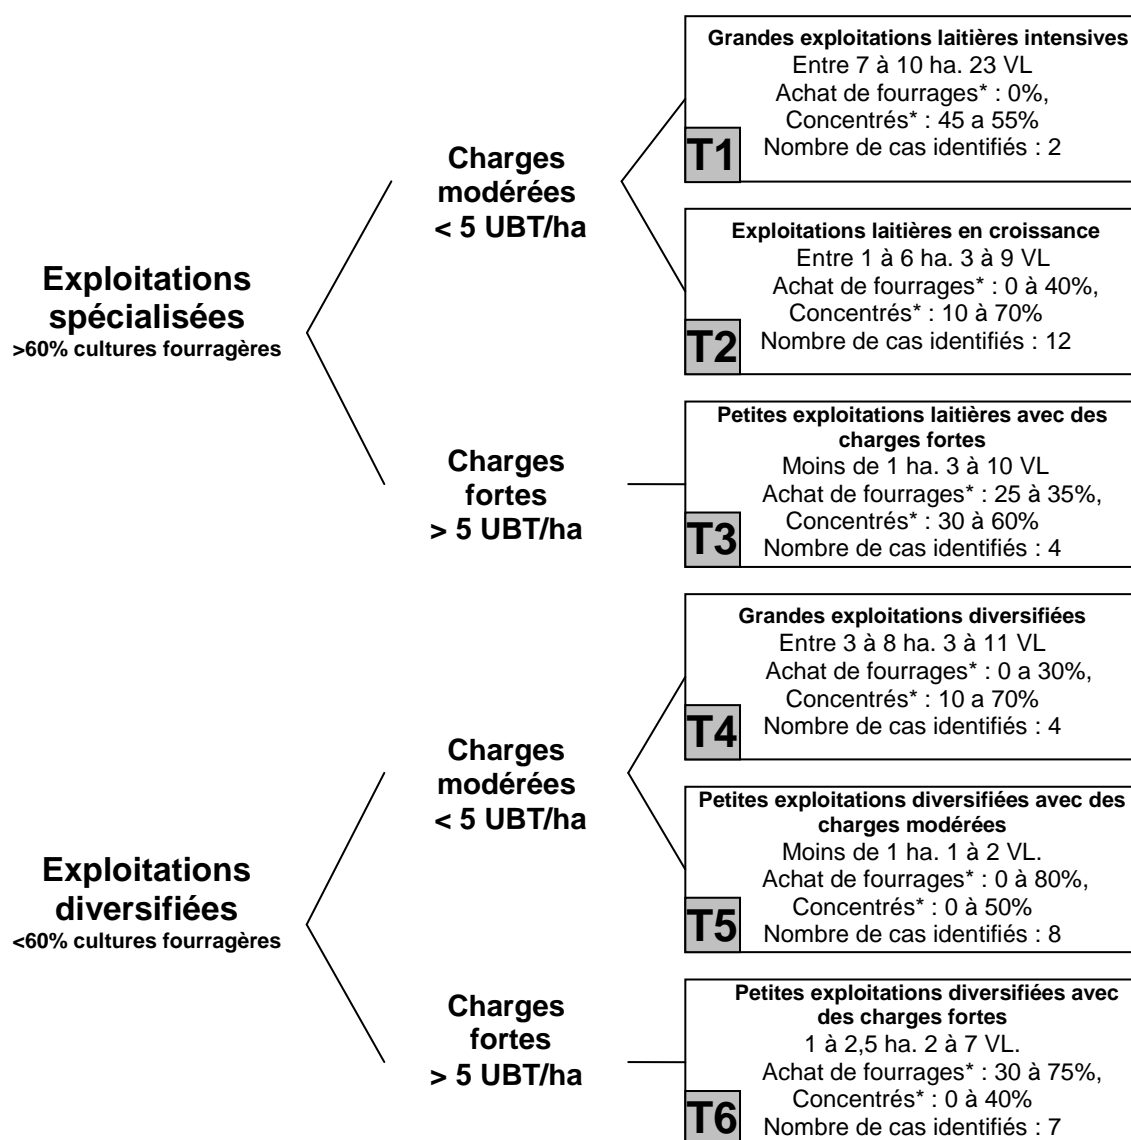 Exploitations
spécialisées
>60% cultures fourragères
Charges
modérées
< 5 UBT/ha
Grandes exploitations laitières intensives
Entre 7 à 10 ha. 23 VL
Achat de fourrages* : 0%,
Concentrés* : 45 a 55%
Nombre de cas identifiés : 2
T1
Exploitations laitières en croissance
Entre 1 à 6 ha. 3 à 9 VL
Achat de fourrages* : 0 à 40%,
Concentrés* : 10 à 70%
Nombre de cas identifiés : 12
T2
Charges
fortes
> 5 UBT/ha
Petites exploitations laitières avec des
charges fortes
Moins de 1 ha. 3 à 10 VL
Achat de fourrages* : 25 à 35%,
Concentrés* : 30 à 60%
Nombre de cas identifiés : 4
T3
Exploitations
diversifiées
<60% cultures fourragères
Charges
modérées
< 5 UBT/ha
Grandes exploitations diversifiées
Entre 3 à 8 ha. 3 à 11 VL
Achat de fourrages* : 0 a 30%,
Concentrés* : 10 a 70%
Nombre de cas identifiés : 4
T4
Petites exploitations diversifiées avec des
charges modérées
Moins de 1 ha. 1 à 2 VL.
Achat de fourrages* : 0 à 80%,
Concentrés* : 0 à 50%
Nombre de cas identifiés : 8
T5
Charges
fortes
> 5 UBT/ha
Petites exploitations diversifiées avec
des charges fortes
1 à 2,5 ha. 2 à 7 VL.
Achat de fourrages* : 30 à 75%,
Concentrés* : 0 à 40%
Nombre de cas identifiés : 7
T6